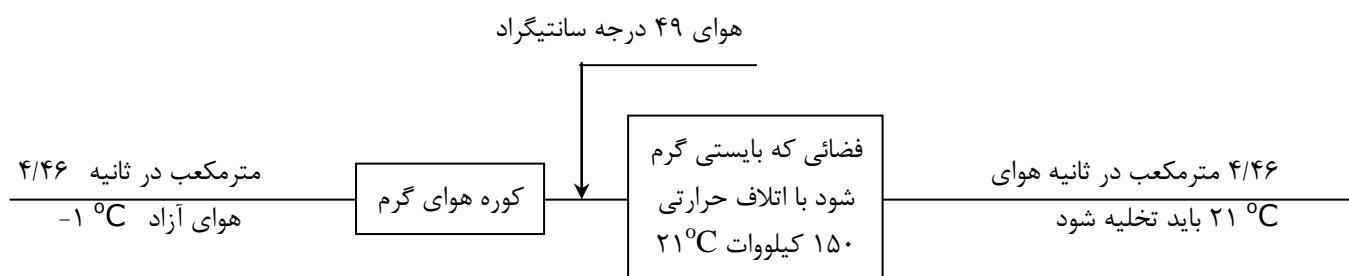 هوای ۴۹ درجه سانتیگراد
۴/۴۶ مترمکعب در ثانیه هوای
۲۱ °C باید تخلیه شود
فضائی که بایستی گرم
شود با اتلاف حرارتی
۱۵۰ کیلووات ۲۱°C
کوره هوای گرم
مترمکعب در ثانیه ۴/۴۶
هوای آزاد -۱ °C